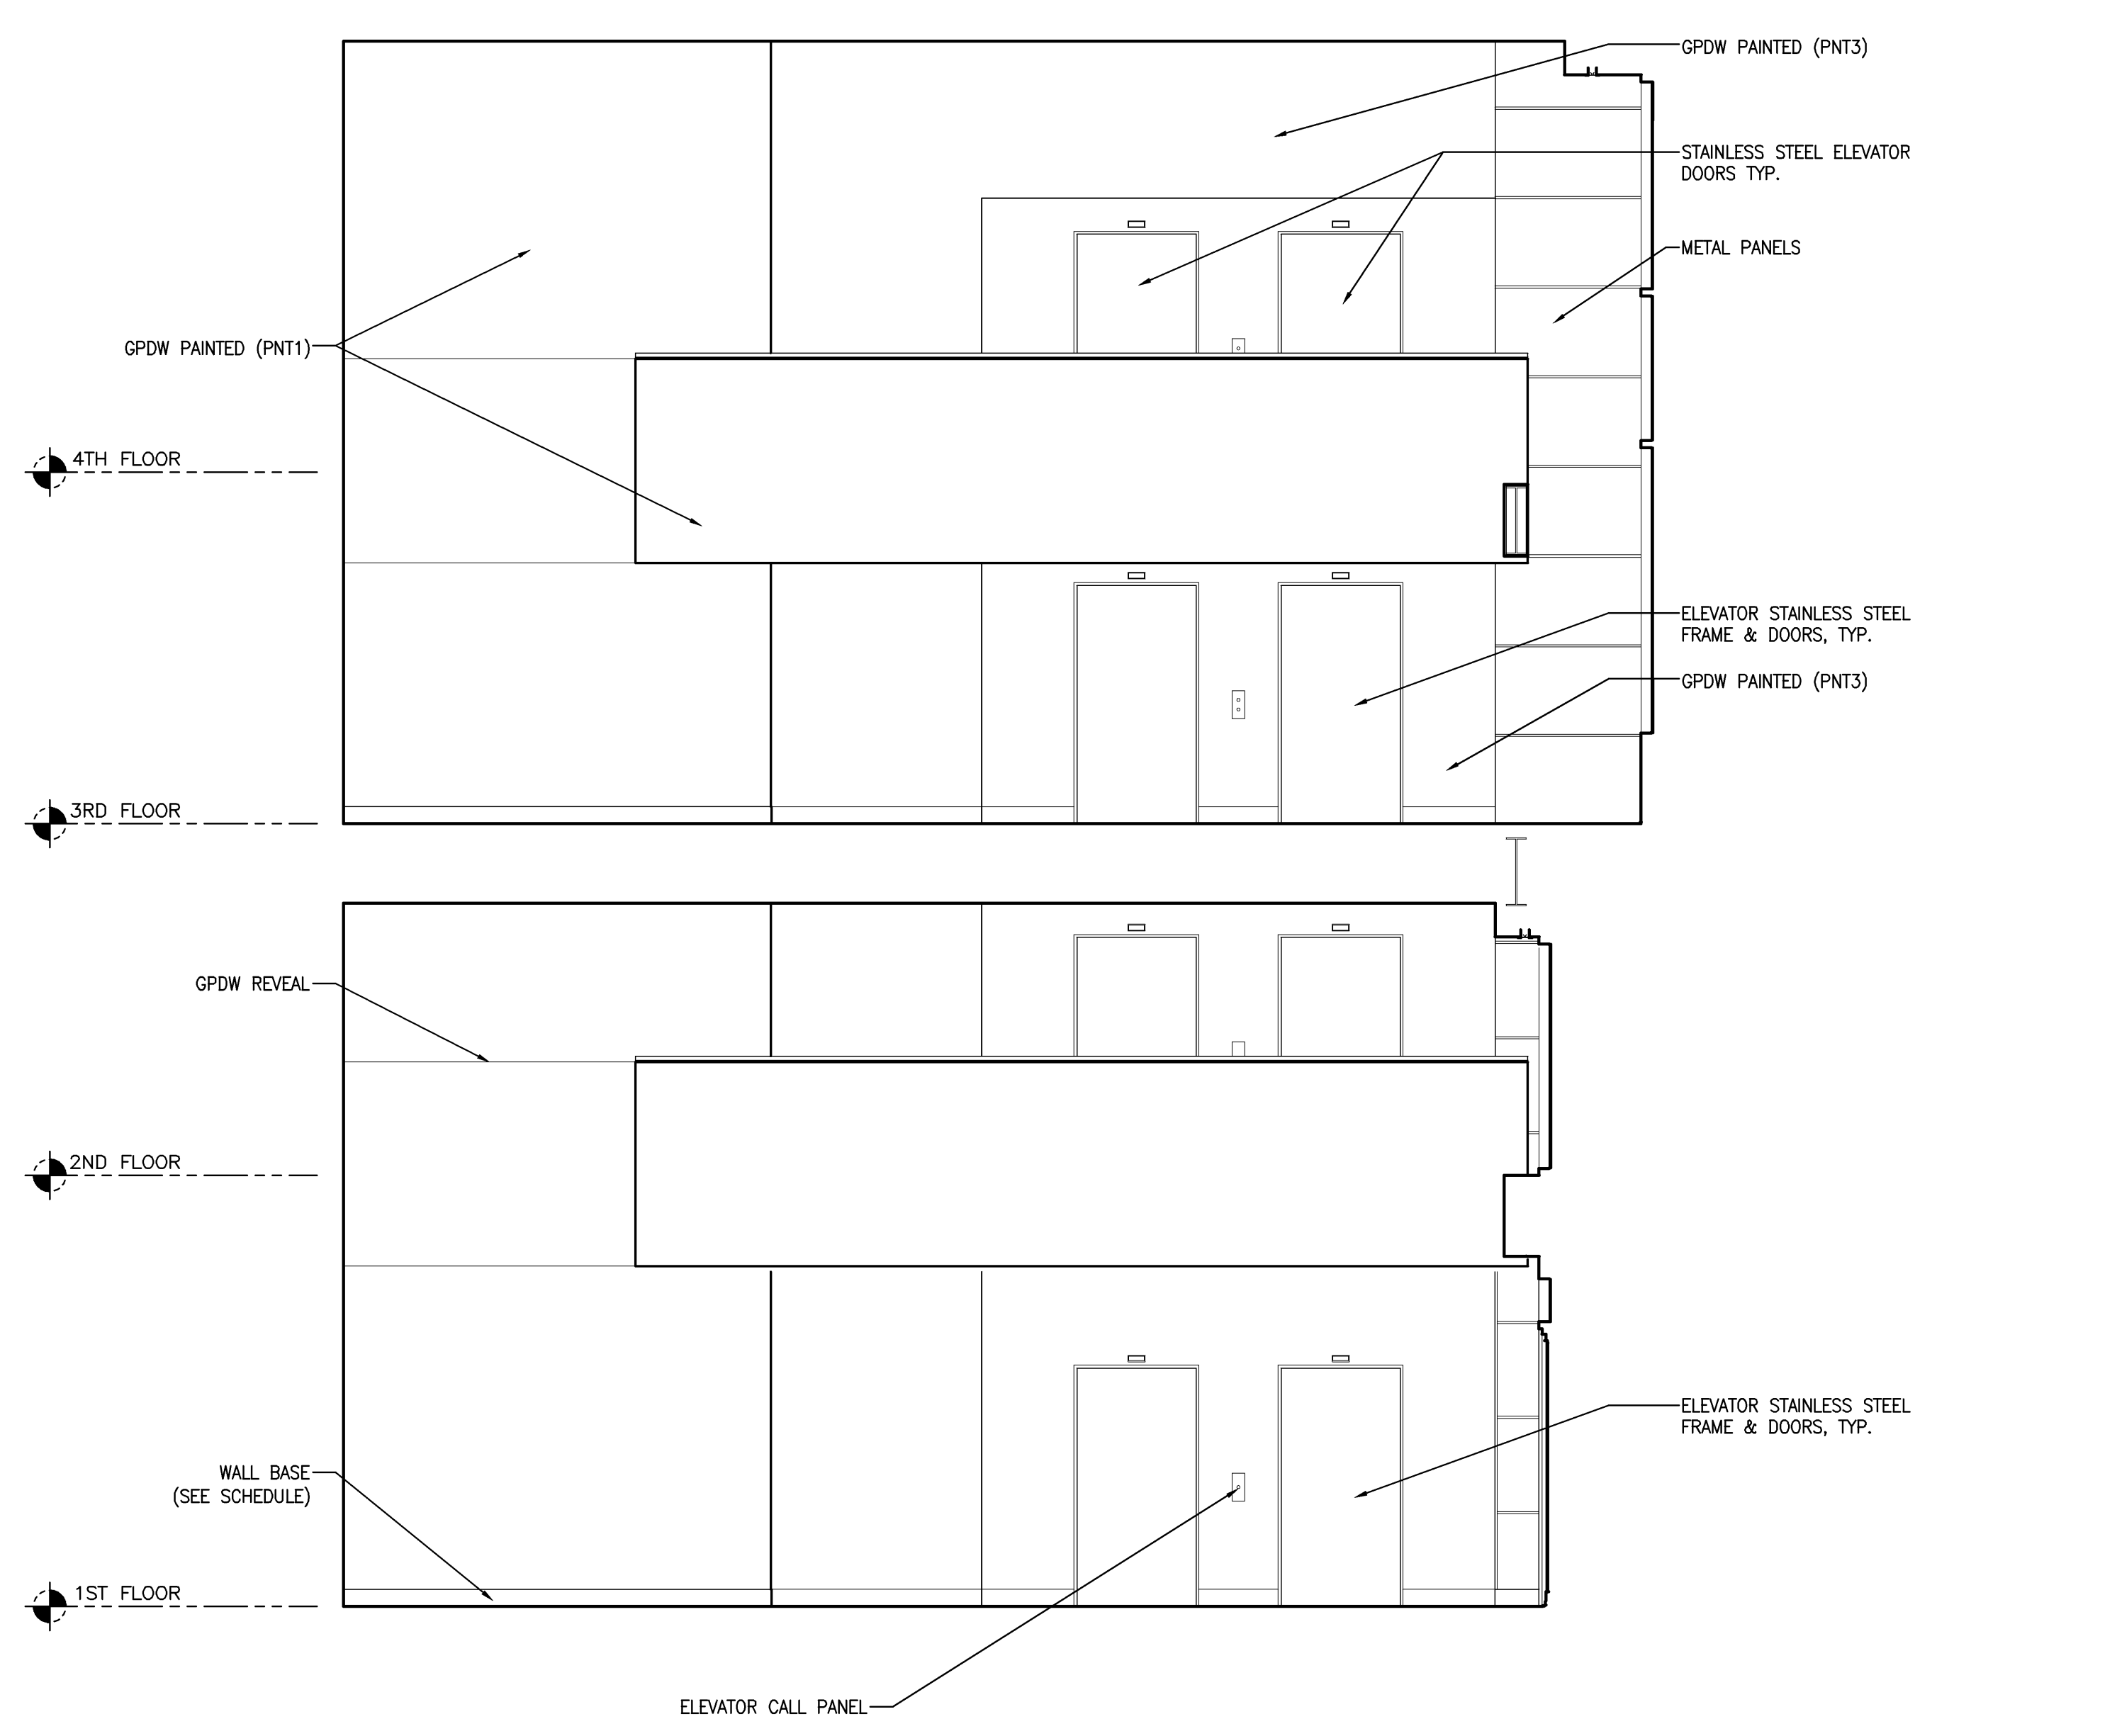 GPDW PAINTED (PNT3)
STAINLESS STEEL ELEVATOR
DOORS TYP.
METAL PANELS
GPDW PAINTED (PNT1)
4TH FLOOR
ELEVATOR STAINLESS STEEL
FRAME & DOORS, TYP.
GPDW PAINTED (PNT3)
3RD FLOOR
GPDW REVEAL
2ND FLOOR
ELEVATOR STAINLESS STEEL
FRAME & DOORS, TYP.
WALL BASE
(SEE SCHEDULE)
1ST FLOOR
ELEVATOR CALL PANEL